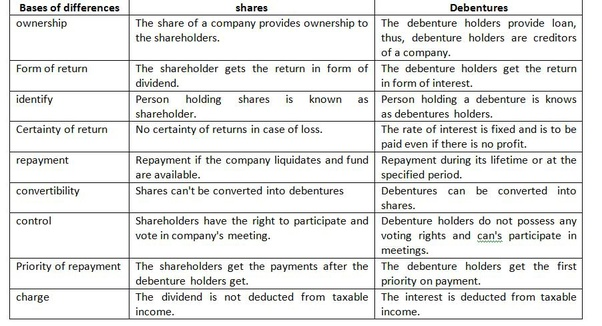 Bases of differences shares Debentures
ownership The share of a company provides ownership to The debenture holders provide loan,
the shareholders. thus, debenture holders are creditors
of a company.
Form of return The shareholder gets the return in form of The debenture holders get the return
dividend. in form of interest.
identify Person holding shares is known as Person holding a debenture is knows
shareholder. as debentures holders.
Certainty of return No certainty of returns in case of loss. The rate of interest is fixed and is to be
paid even if there is no profit.
repayment Repayment if the company liquidates and fund Repayment during its lifetime or at the
are available. specified period.
convertibility Shares can't be converted into debentures Debentures can be converted into
shares.
control Shareholders have the right to participate and Debenture holders do not possess any
vote in company's meeting. voting rights and can's participate in
meetings.
Priority of repayment The shareholders get the payments after the The debenture holders get the first
debenture holders get. priority on payment.
charge The dividend is not deducted from taxable The interest is deducted from taxable
income. income.